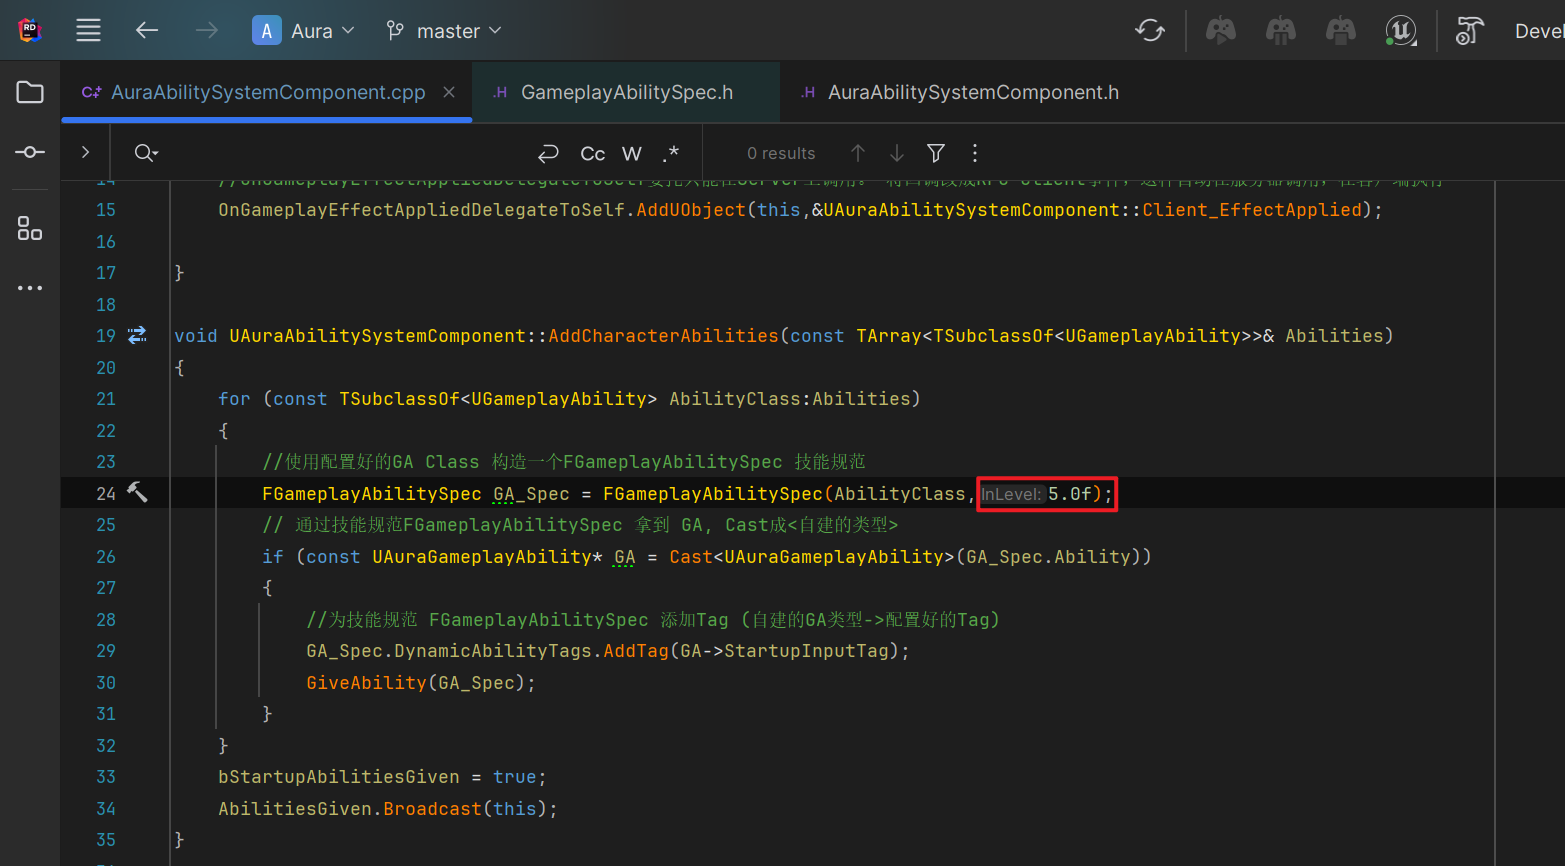 RD
A Aura master Devel
C++ AuraAbilitySystemComponent.cpp × .H GameplayAbilitySpec.h .H AuraAbilitySystemComponent.h
Cc W .* 0 results
15 OnGameplayEffectAppliedDelegateToSelf.AddUObject(this,&UAuraAbilitySystemComponent::Client_EffectApplied);
16
17 }
18
19 void UAuraAbilitySystemComponent::AddCharacterAbilities(const TArray<TSubclassOf<UGameplayAbility>>& Abilities)
20 {
21 for (const TSubclassOf<UGameplayAbility> AbilityClass:Abilities)
22 {
23 //使用配置好的GA Class 构造一个FGameplayAbilitySpec 技能规范
24 FGameplayAbilitySpec GA_Spec = FGameplayAbilitySpec(AbilityClass, InLevel: 5.0f);
25 // 通过技能规范FGameplayAbilitySpec 拿到 GA, Cast成<自建的类型>
26 if (const UAuraGameplayAbility* GA = Cast<UAuraGameplayAbility>(GA_Spec.Ability))
27 {
28 //为技能规范 FGameplayAbilitySpec 添加Tag (自建的GA类型->配置好的Tag)
29 GA_Spec.DynamicAbilityTags.AddTag(GA->StartupInputTag);
30 GiveAbility(GA_Spec);
31 }
32 }
33 bStartupAbilitiesGiven = true;
34 AbilitiesGiven.Broadcast(this);
35 }